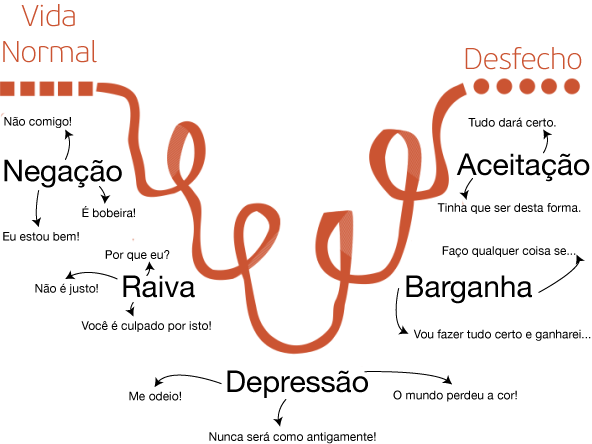 Vida
Normal
Desfecho
Não comigo!
Negação
É bobeira!
Eu estou bem!
Por que eu?
Não é justo!
Raiva
Você é culpado por isto!
Depressão
Me odeio!
O mundo perdeu a cor!
Nunca será como antigamente!
Faço qualquer coisa se...
Barganha
Vou fazer tudo certo e ganharei...
Tudo dará certo.
Aceitação
Tinha que ser desta forma.